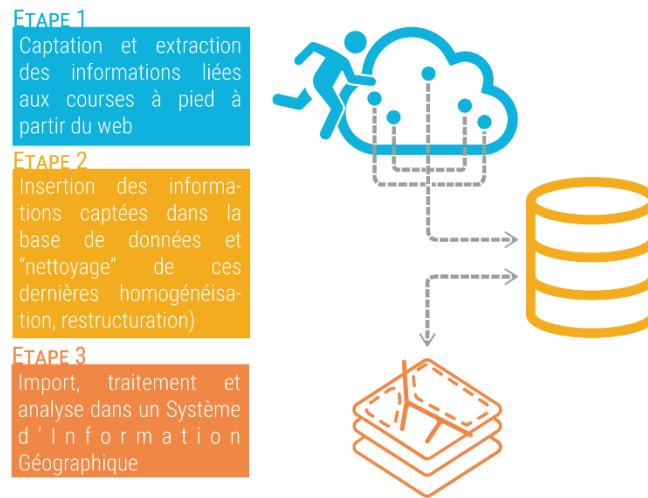 ETAPE 1
Captation et extraction
des informations liées
aux courses à pied à
partir du web
ETAPE 2
Insertion des informa-
tions captées dans la
base de données et
“nettoyage” de ces
dernières homogénéisa-
tion, restructuration)
ETAPE 3
Import, traitement et
analyse dans un Système
d’Information
Géographique